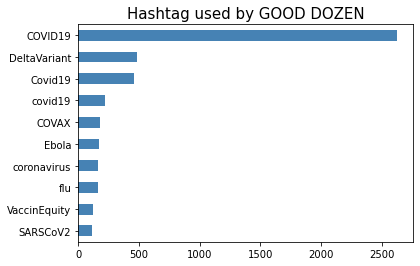 Hashtag used by GOOD DOZEN
COVID19
DeltaVariant
Covid19
covid19
COVAX
Ebola
coronavirus
flu
VaccinEquity
SARSCoV2
0 500 1000 1500 2000 2500